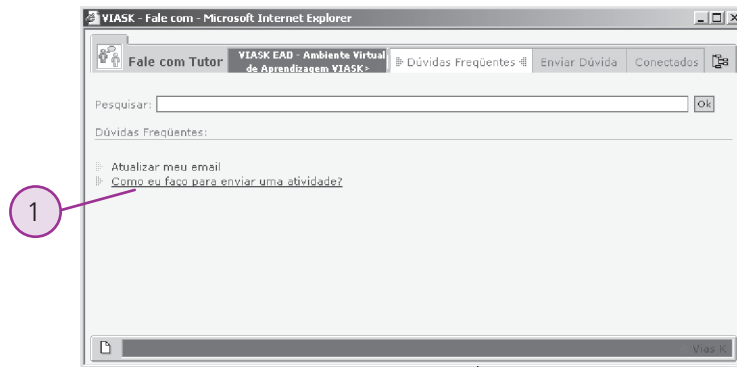 VIASK - Fale com - Microsoft Internet Explorer
Fale com Tutor
VIASK EAD - Ambiente Virtual
de Aprendizagem VIASK>
Dúvidas Freqüentes
Enviar Dúvida
Conectados
Pesquisar:
Ok
Dúvidas Freqüentes:
Atualizar meu email
Como eu faço para enviar uma atividade?
1
Vias K